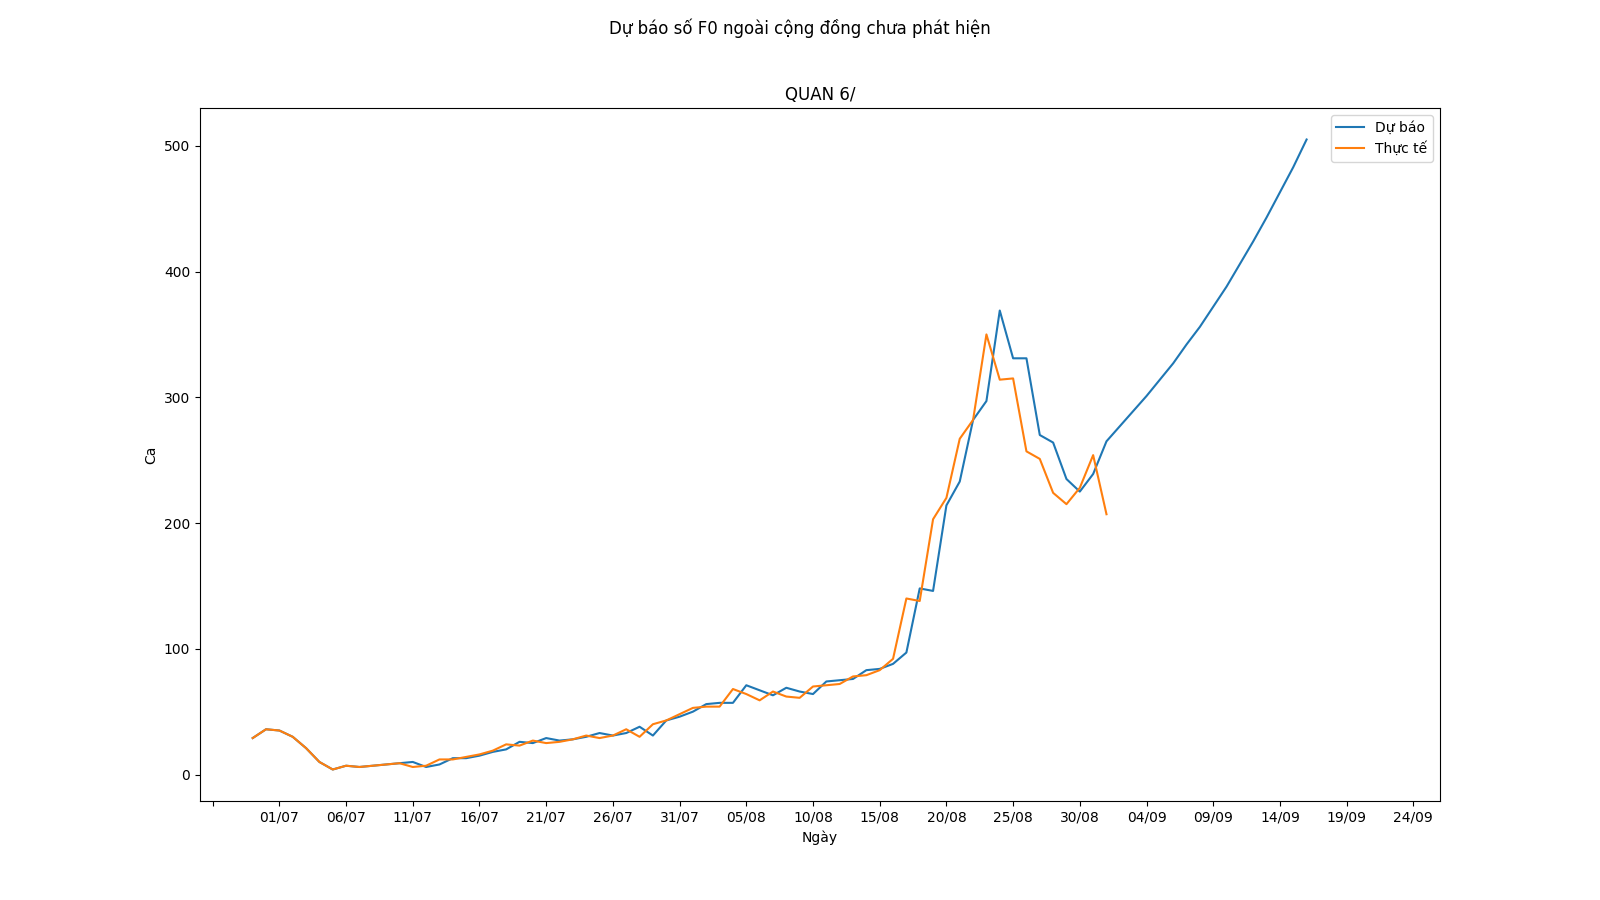 Dự báo số F0 ngoài cộng đồng chưa phát hiện
QUAN 6/
Dự báo
Thực tế
500
400
300
200
100
0
Ca
01/07 06/07 11/07 16/07 21/07 26/07 31/07 05/08 10/08 15/08 20/08 25/08 30/08 04/09 09/09 14/09 19/09 24/09
Ngày